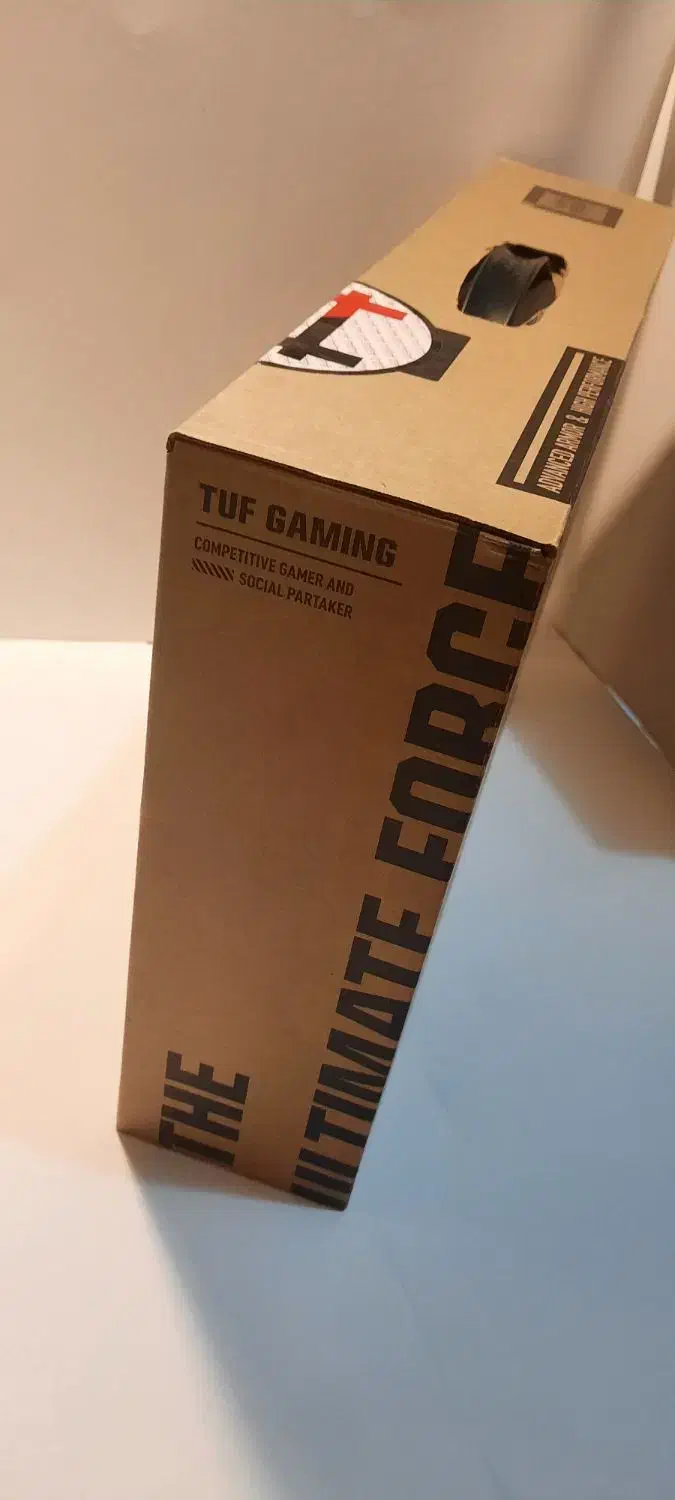 TUF GAMING
COMPETITIVE GAMER AND
SOCIAL PARTAKER
ADVANCED ARMOR & HIGH PERFORMANCE
THE
ULTIMATE FORCE